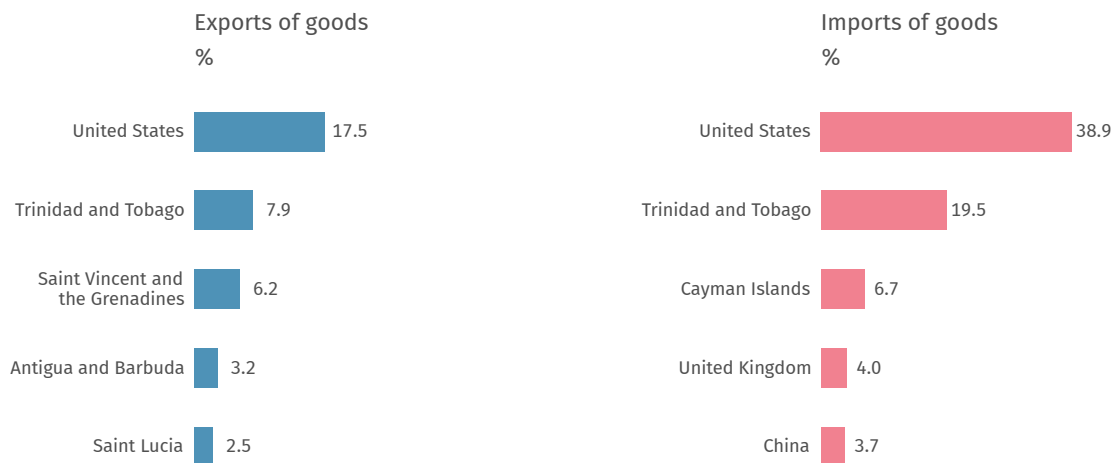 Exports of goods
%
United States 17.5
Trinidad and Tobago 7.9
Saint Vincent and
the Grenadines 6.2
Antigua and Barbuda 3.2
Saint Lucia 2.5
Imports of goods
%
United States 38.9
Trinidad and Tobago 19.5
Cayman Islands 6.7
United Kingdom 4.0
China 3.7